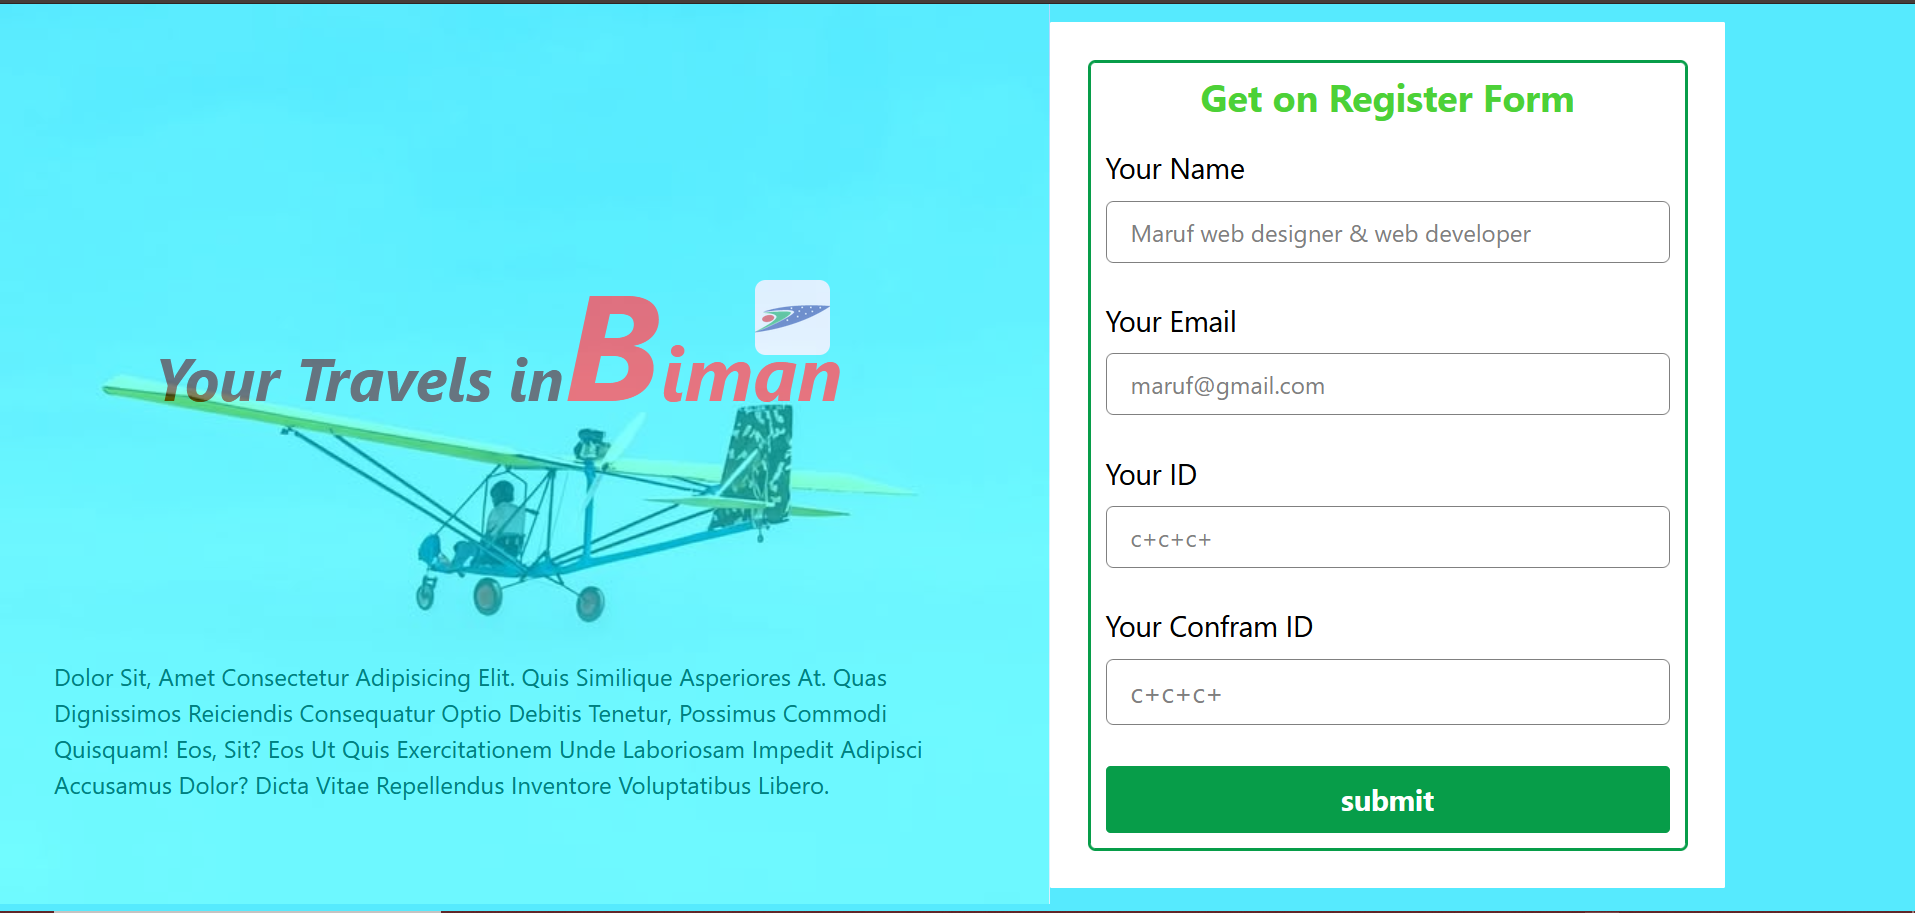 Your Travels in Biman
Dolor Sit, Amet Consectetur Adipisicing Elit. Quis Similique Asperiores At. Quas
Dignissimos Reiciendis Consequatur Optio Debitis Tenetur, Possimus Commodi
Quisquam! Eos, Sit? Eos Ut Quis Exercitationem Unde Laboriosam Impedit Adipisci
Accusamus Dolor? Dicta Vitae Repellendus Inventore Voluptatibus Libero.
Get on Register Form
Your Name
Maruf web designer & web developer
Your Email
maruf@gmail.com
Your ID
c+c+c+
Your Confram ID
c+c+c+
submit